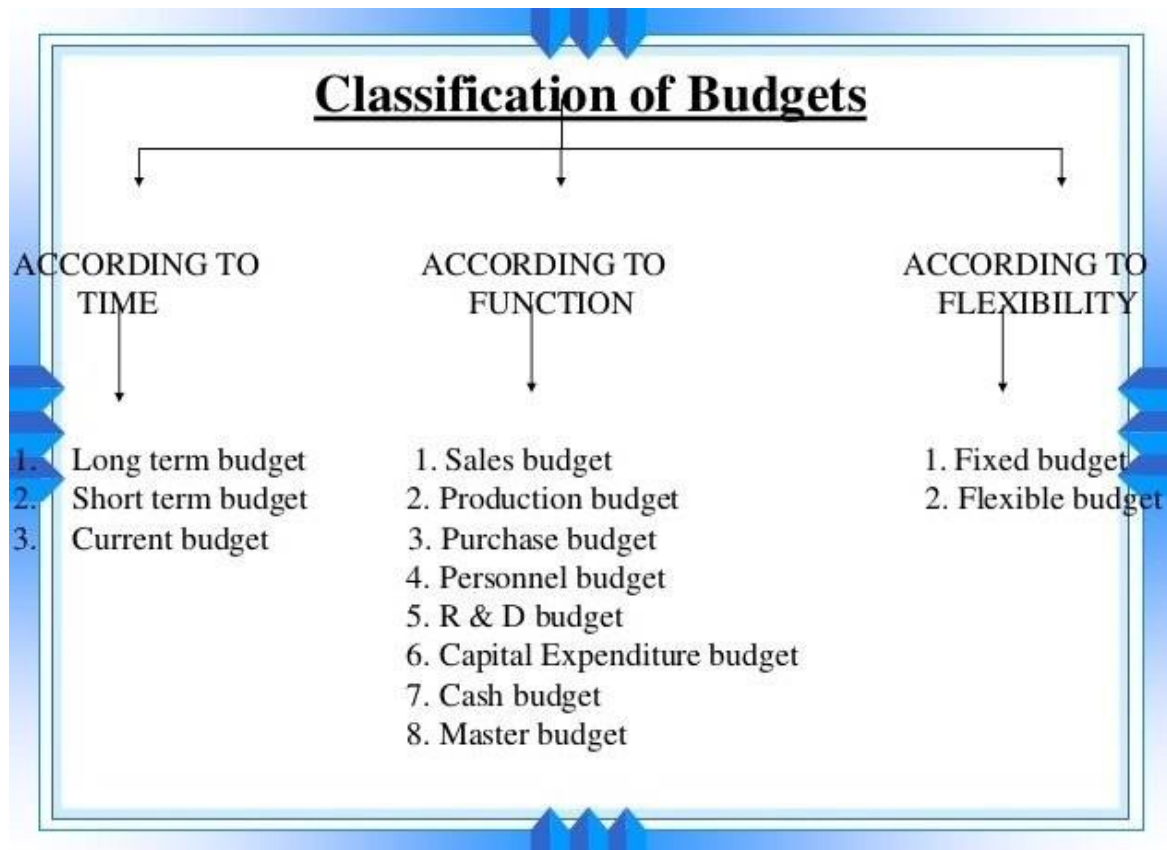 Classification of Budgets
ACCORDING TO
TIME
1. Long term budget
2. Short term budget
3. Current budget
ACCORDING TO
FUNCTION
1. Sales budget
2. Production budget
3. Purchase budget
4. Personnel budget
5. R & D budget
6. Capital Expenditure budget
7. Cash budget
8. Master budget
ACCORDING TO
FLEXIBILITY
1. Fixed budget
2. Flexible budget